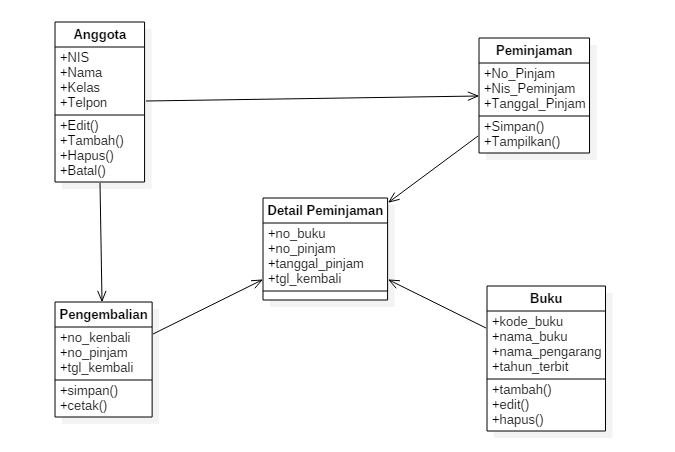 Anggota
+NIS
+Nama
+Kelas
+Telpon
+Edit()
+Tambah()
+Hapus()
+Batal()
Peminjaman
+No_Pinjam
+Nis_Peminjam
+Tanggal_Pinjam
+Simpan()
+Tampilkan()
Detail Peminjaman
+no_buku
+no_pinjam
+tanggal_pinjam
+tgl_kembali
Pengembalian
+no_kenbali
+no_pinjam
+tgl_kembali
+simpan()
+cetak()
Buku
+kode_buku
+nama_buku
+nama_pengarang
+tahun_terbit
+tambah()
+edit()
+hapus()